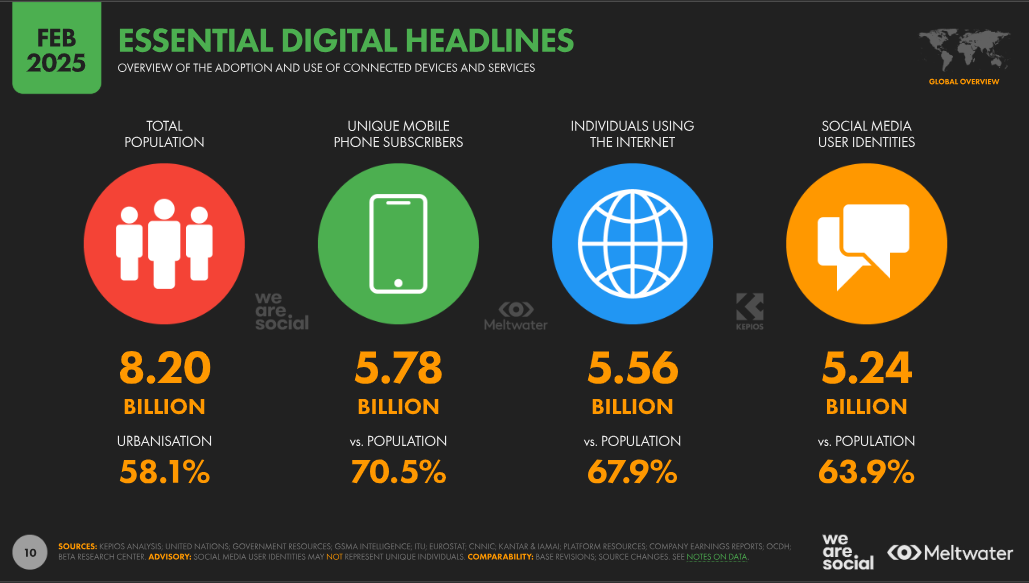 FEB
2025
ESSENTIAL DIGITAL HEADLINES
OVERVIEW OF THE ADOPTION AND USE OF CONNECTED DEVICES AND SERVICES
GLOBAL OVERVIEW
TOTAL
POPULATION
UNIQUE MOBILE
PHONE SUBSCRIBERS
INDIVIDUALS USING
THE INTERNET
SOCIAL MEDIA
USER IDENTITIES
we
are
social
Meltwater
KEPIOS
8.20
BILLION
URBANISATION
58.1%
5.78
BILLION
vs. POPULATION
70.5%
5.56
BILLION
vs. POPULATION
67.9%
5.24
BILLION
vs. POPULATION
63.9%
10
SOURCES: KEPIOS ANALYSIS; UNITED NATIONS; GOVERNMENT RESOURCES; GSMA INTELLIGENCE; ITU; EUROSTAT; CNNIC; KANTAR & IAMAI; PLATFORM RESOURCES; COMPANY EARNINGS REPORTS; OCDH;
BETA RESEARCH CENTER. ADVISORY: SOCIAL MEDIA USER IDENTITIES MAY NOT REPRESENT UNIQUE INDIVIDUALS. COMPARABILITY: BASE REVISIONS; SOURCE CHANGES. SEE NOTES ON DATA.
we
are
social
Meltwater